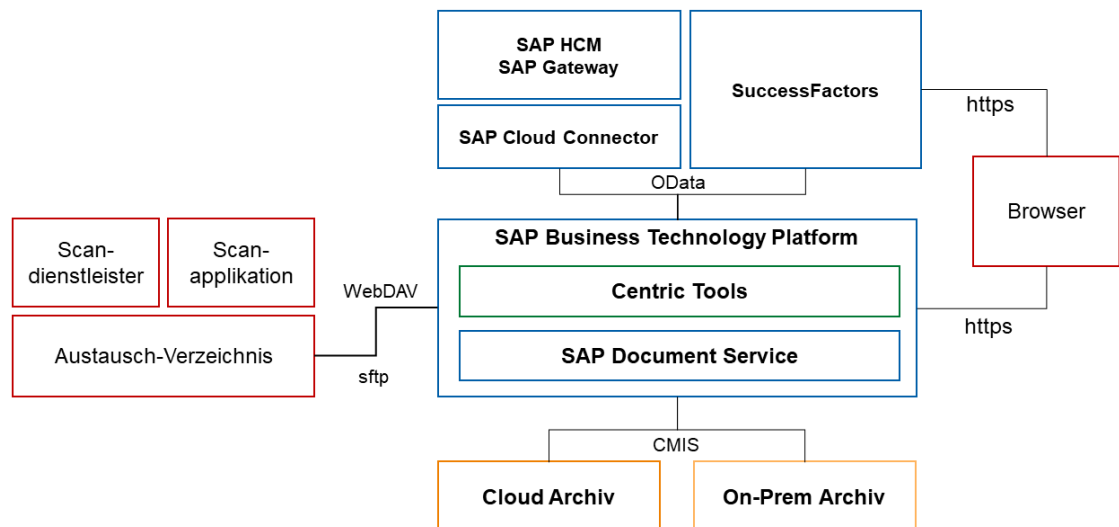 SAP HCM
SAP Gateway
SuccessFactors
https
SAP Cloud Connector
OData
Browser
SAP Business Technology Platform
Scan-
dienstleister
Scan-
applikation
WebDAV
Centric Tools
https
Austausch-Verzeichnis
SAP Document Service
sftp
CMIS
Cloud Archiv
On-Prem Archiv